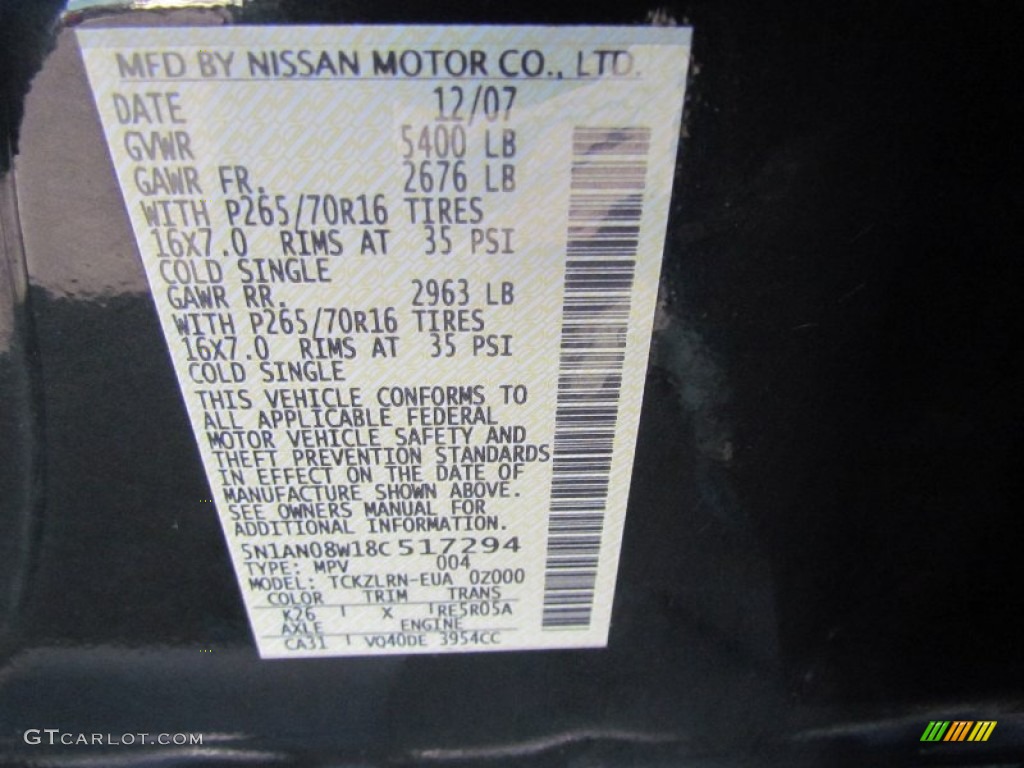 MFD BY NISSAN MOTOR CO., LTD.
DATE 12/07
GVWR 5400 LB
GAWR FR. 2676 LB
WITH P265/70R16 TIRES
16X7.0 RIMS AT 35 PSI
COLD SINGLE
GAWR RR. 2963 LB
WITH P265/70R16 TIRES
16X7.0 RIMS AT 35 PSI
COLD SINGLE
THIS VEHICLE CONFORMS TO
ALL APPLICABLE FEDERAL
MOTOR VEHICLE SAFETY AND
THEFT PREVENTION STANDARDS
IN EFFECT ON THE DATE OF
MANUFACTURE SHOWN ABOVE.
SEE OWNERS MANUAL FOR
ADDITIONAL INFORMATION.
5N1AN08W18C517294
TYPE: MPV 004
MODEL: TCKZLRN-EUA 0Z000
COLOR TRIM TRANS
K26 X RE5R05A
AXLE ENGINE
CA31 VQ40DE 3954CC
GTCARLOT.COM